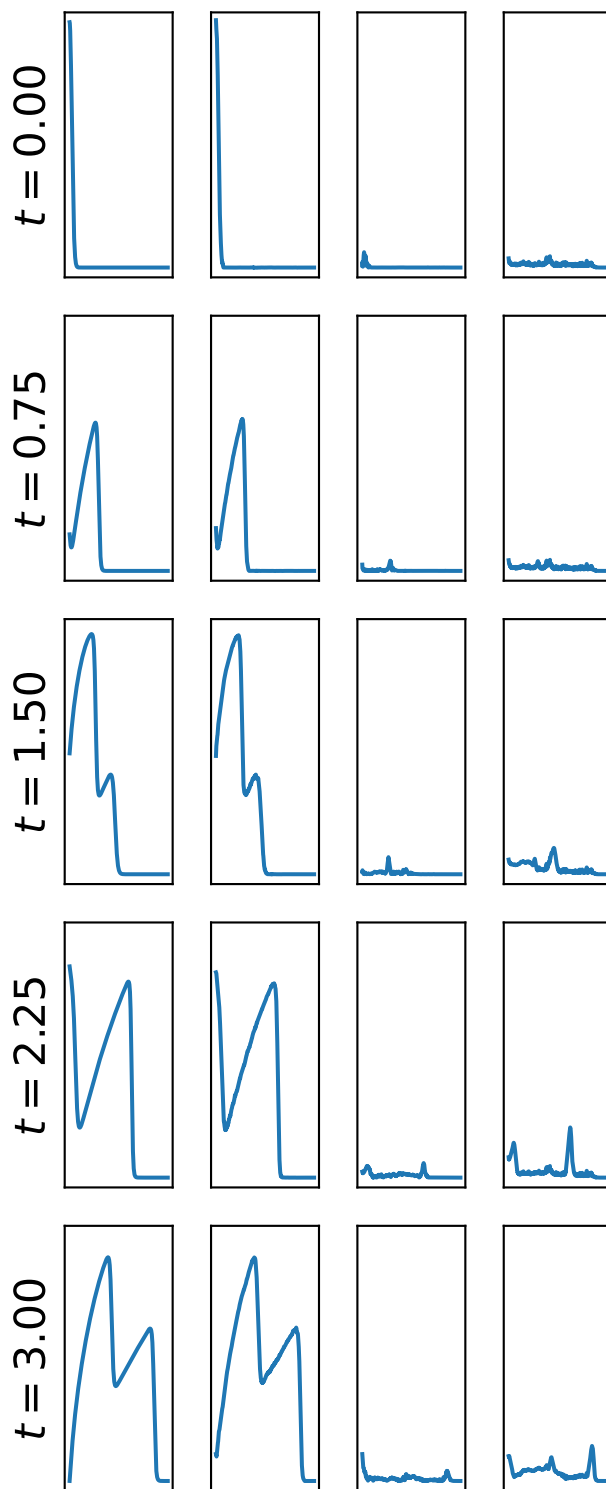 t = 0.00
t = 0.75
t = 1.50
t = 2.25
t = 3.00